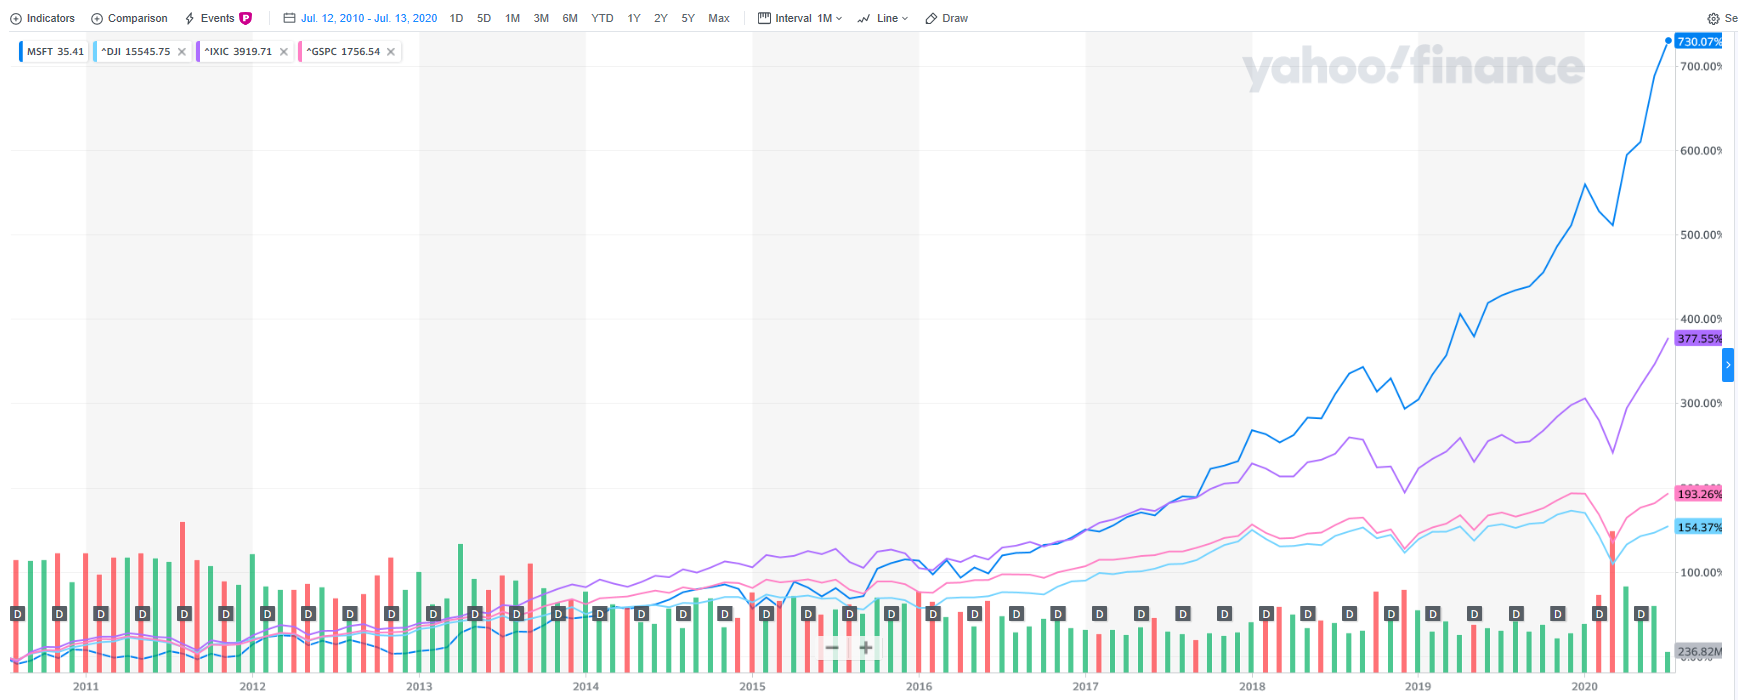 Indicators Comparison Events P Jul. 12, 2010 - Jul. 13, 2020 1D 5D 1M 3M 6M YTD 1Y 2Y 5Y Max Interval 1M Line Draw Se
MSFT 35.41 ^DJI 15545.75 ^IXIC 3919.71 ^GSPC 1756.54
yahoo!finance
730.07%
700.00%
600.00%
500.00%
400.00%
377.55%
300.00%
193.26%
154.37%
100.00%
D D D D D D D D D D D D D D D D D D D D D D D D D D D D D D D D D D D D D D D D
236.82M
2011 2012 2013 2014 2015 2016 2017 2018 2019 2020